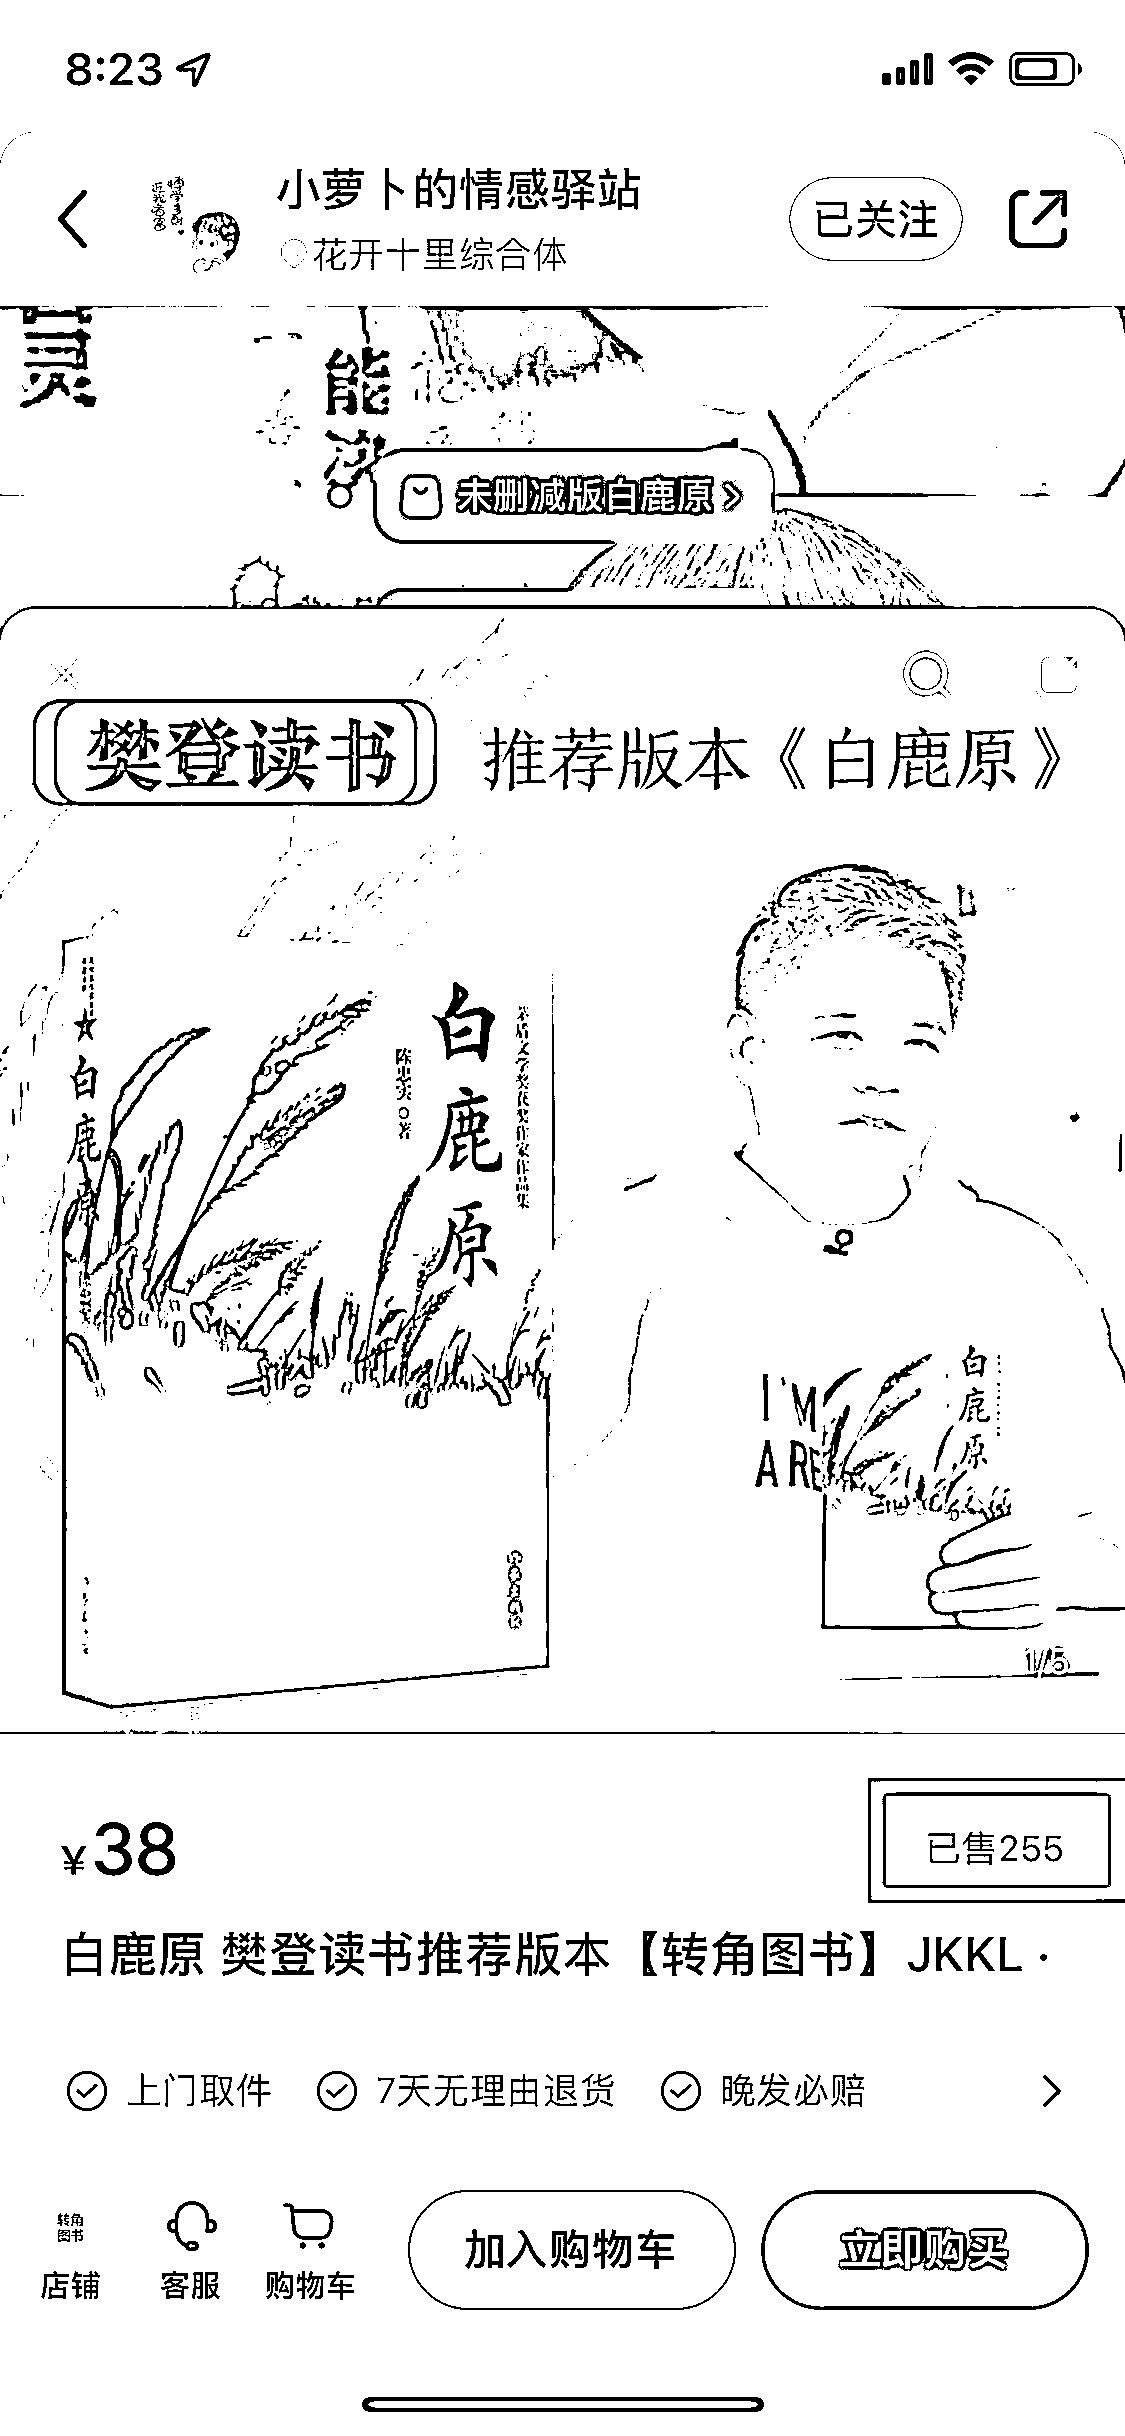 8:23
小萝卜的情感驿站
花开十里综合体
已关注
灵
能
未删减版白鹿原
樊登读书 推荐版本《白鹿原》
白鹿原
茅盾文学奖获奖作家作品集
陈忠实 著
白鹿原
I'M
ARE
白鹿原
1/5
¥38
已售255
白鹿原 樊登读书推荐版本【转角图书】JKKL·
上门取件 7天无理由退货 晚发必赔
转角
图书
店铺 客服 购物车 加入购物车 立即购买